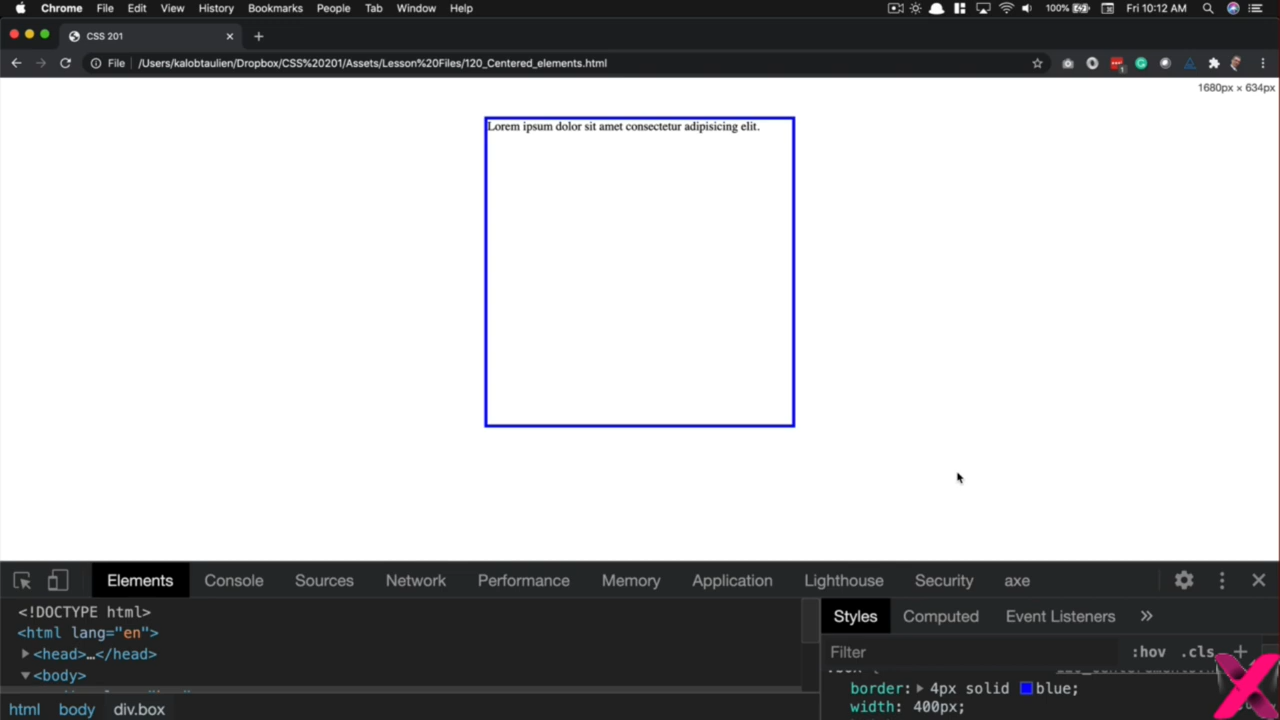 Chrome File Edit View History Bookmarks People Tab Window Help 100% Fri 10:12 AM
CSS 201
File /Users/kalobtaulien/Dropbox/CSS%20201/Assets/Lesson%20Files/120_Centered_elements.html
1680px × 634px
Lorem ipsum dolor sit amet consectetur adipisicing elit.
Elements Console Sources Network Performance Memory Application Lighthouse Security axe
<!DOCTYPE html>
<html lang="en">
<head>…</head>
<body>
html body div.box
Styles Computed Event Listeners »
Filter :hov .cls +
border: 4px solid blue;
width: 400px;